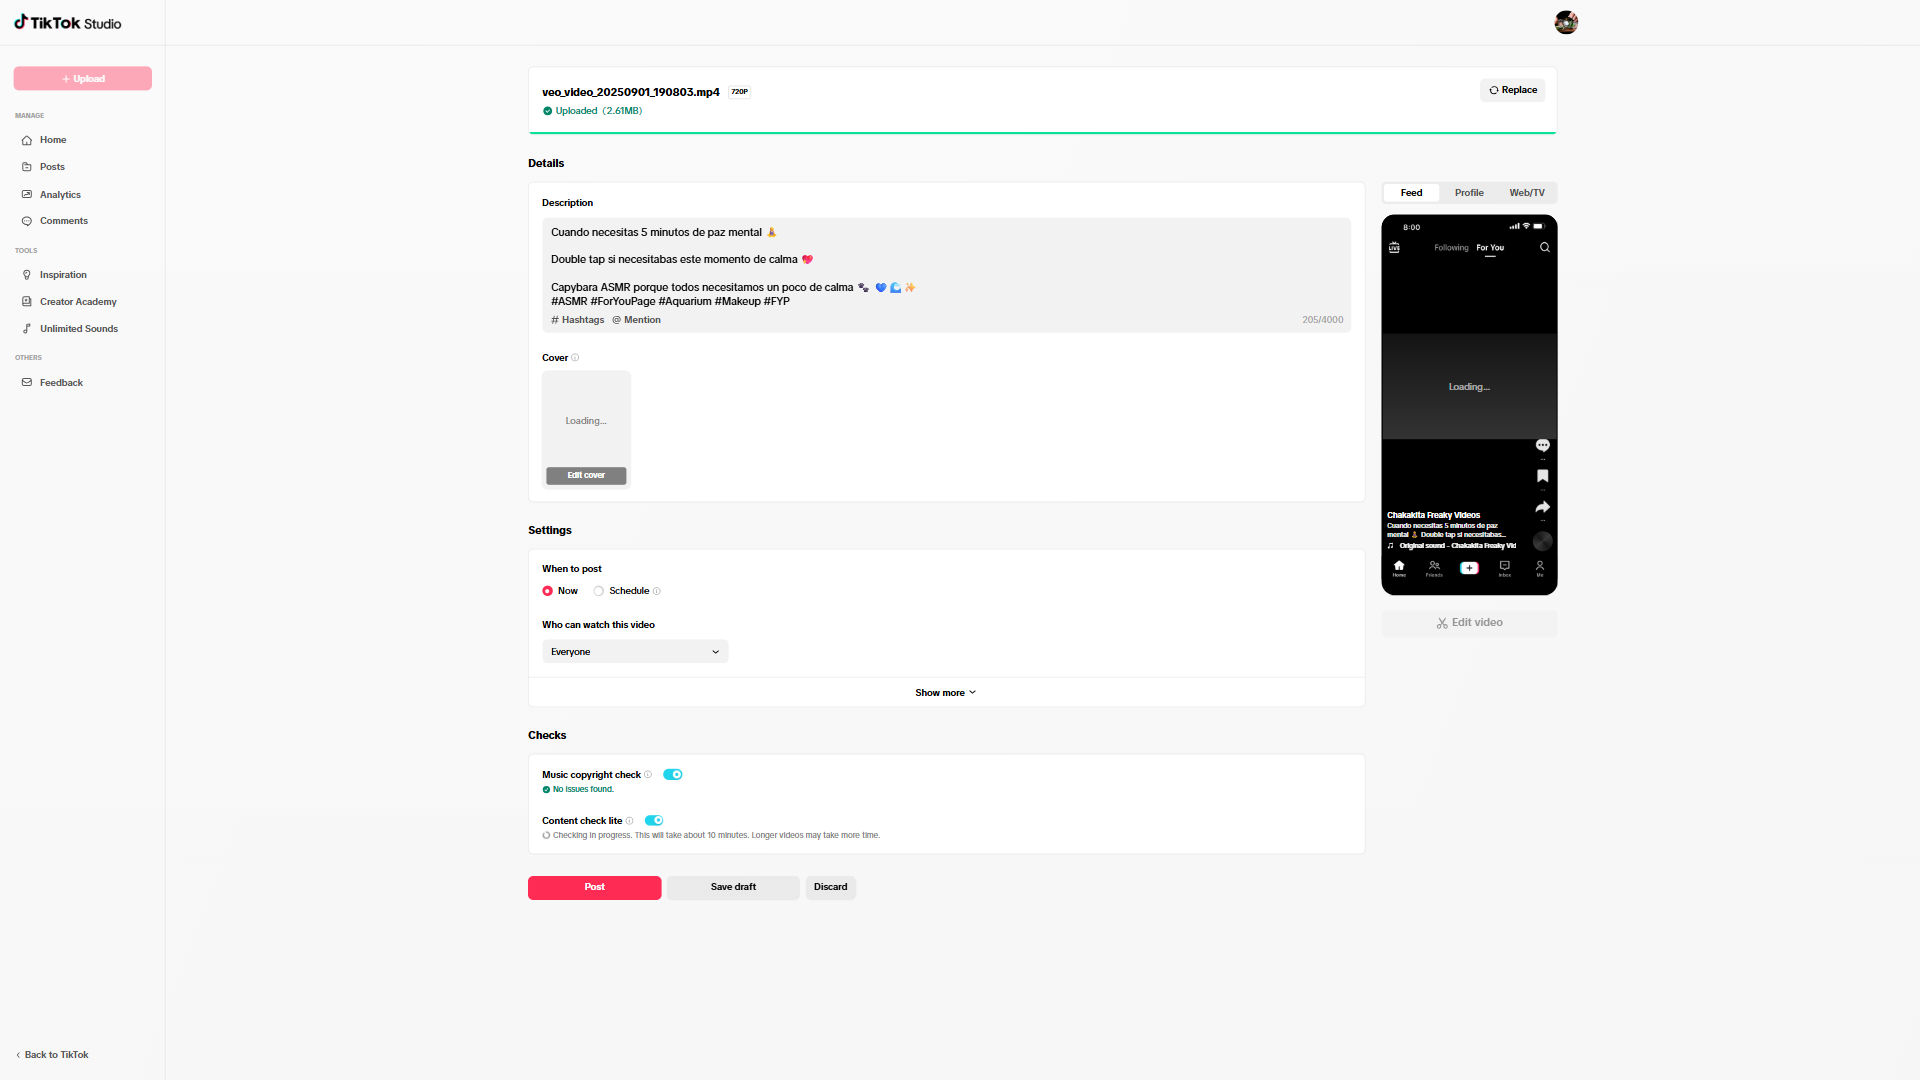 TikTok Studio
+ Upload
MANAGE
Home
Posts
Analytics
Comments
TOOLS
Inspiration
Creator Academy
Unlimited Sounds
OTHERS
Feedback
Back to TikTok
veo_video_20250901_190803.mp4 720P
Uploaded (2.61MB)
Replace
Details
Description
Cuando necesitas 5 minutos de paz mental
Double tap si necesitabas este momento de calma
Capybara ASMR porque todos necesitamos un poco de calma
#ASMR #ForYouPage #Aquarium #Makeup #FYP
# Hashtags @ Mention 205/4000
Cover
Loading...
Edit cover
Settings
When to post
Now Schedule
Who can watch this video
Everyone
Show more
Checks
Music copyright check
No issues found.
Content check lite
Checking in progress. This will take about 10 minutes. Longer videos may take more time.
Post Save draft Discard
Feed Profile Web/TV
8:00
LIVE Following For You
Loading...
Chakakita Freaky Videos
Cuando necesitas 5 minutos de paz
mental Double tap si necesitabas...
Original sound - Chakakita Freaky Vid
Home Friends Inbox Me
Edit video